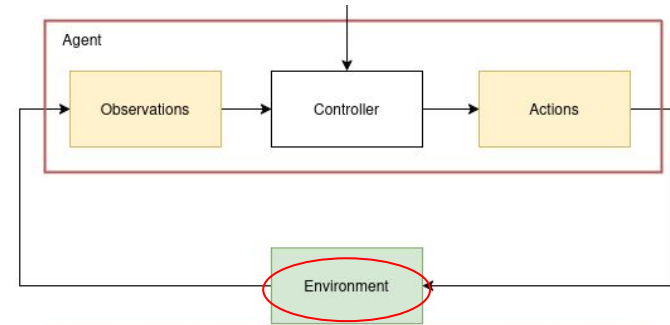 Agent
Observations
Controller
Actions
Environment